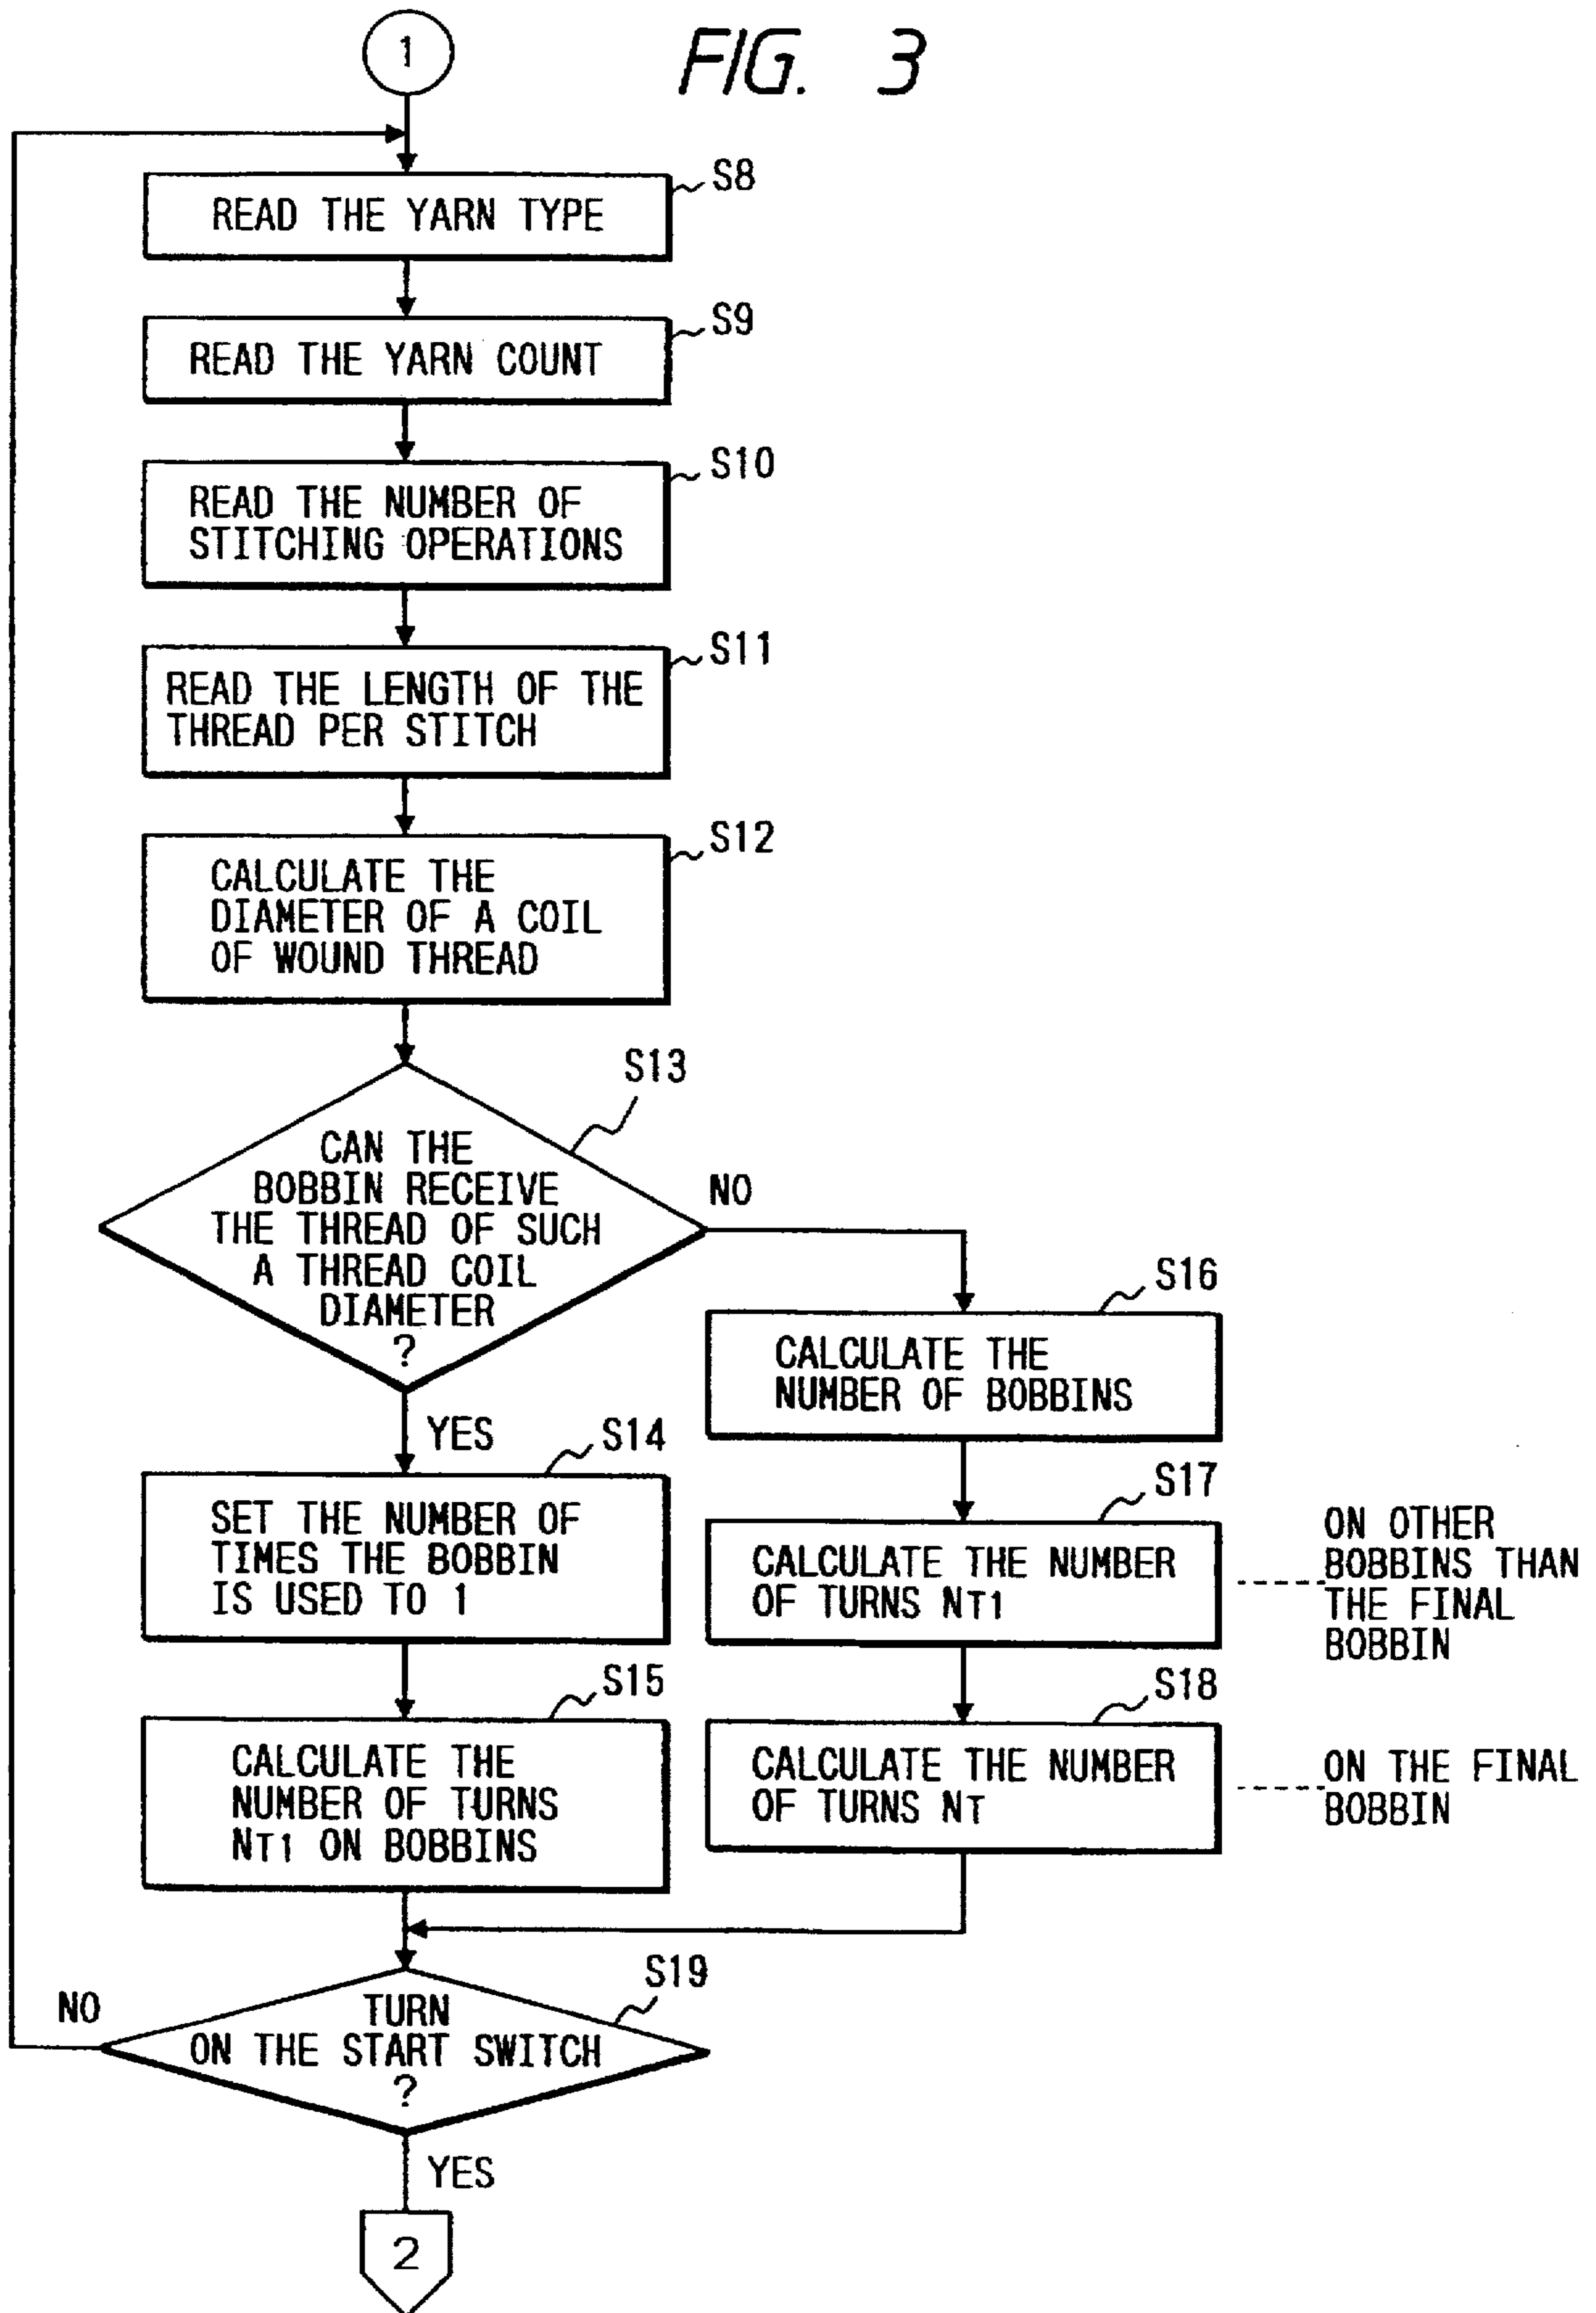 1
FIG. 3
S8
READ THE YARN TYPE
S9
READ THE YARN COUNT
S10
READ THE NUMBER OF
STITCHING OPERATIONS
S11
READ THE LENGTH OF THE
THREAD PER STITCH
S12
CALCULATE THE
DIAMETER OF A COIL
OF WOUND THREAD
S13
CAN THE
BOBBIN RECEIVE
THE THREAD OF SUCH
A THREAD COIL
DIAMETER
?
NO
YES
S14
SET THE NUMBER OF
TIMES THE BOBBIN
IS USED TO 1
S15
CALCULATE THE
NUMBER OF TURNS
NT1 ON BOBBINS
S16
CALCULATE THE
NUMBER OF BOBBINS
S17
CALCULATE THE NUMBER
OF TURNS NT1
ON OTHER
BOBBINS THAN
THE FINAL
BOBBIN
S18
CALCULATE THE NUMBER
OF TURNS NT
ON THE FINAL
BOBBIN
S19
TURN
ON THE START SWITCH
?
NO
YES
2